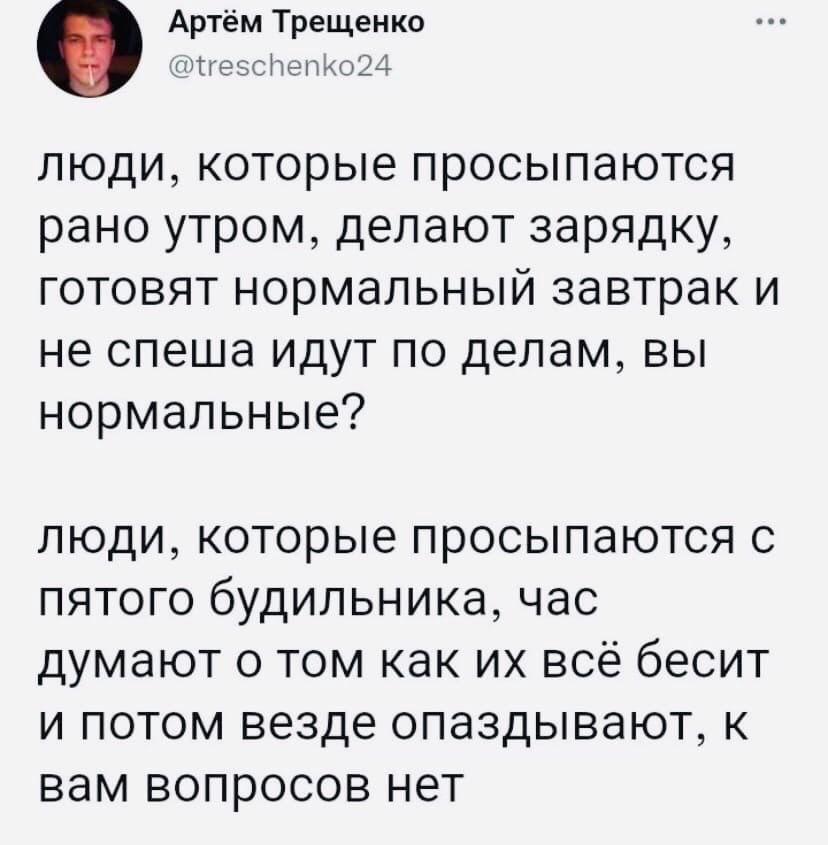 Артём Трещенко
@treschenko24
люди, которые просыпаются
рано утром, делают зарядку,
готовят нормальный завтрак и
не спеша идут по делам, вы
нормальные?
люди, которые просыпаются с
пятого будильника, час
думают о том как их всё бесит
и потом везде опаздывают, к
вам вопросов нет